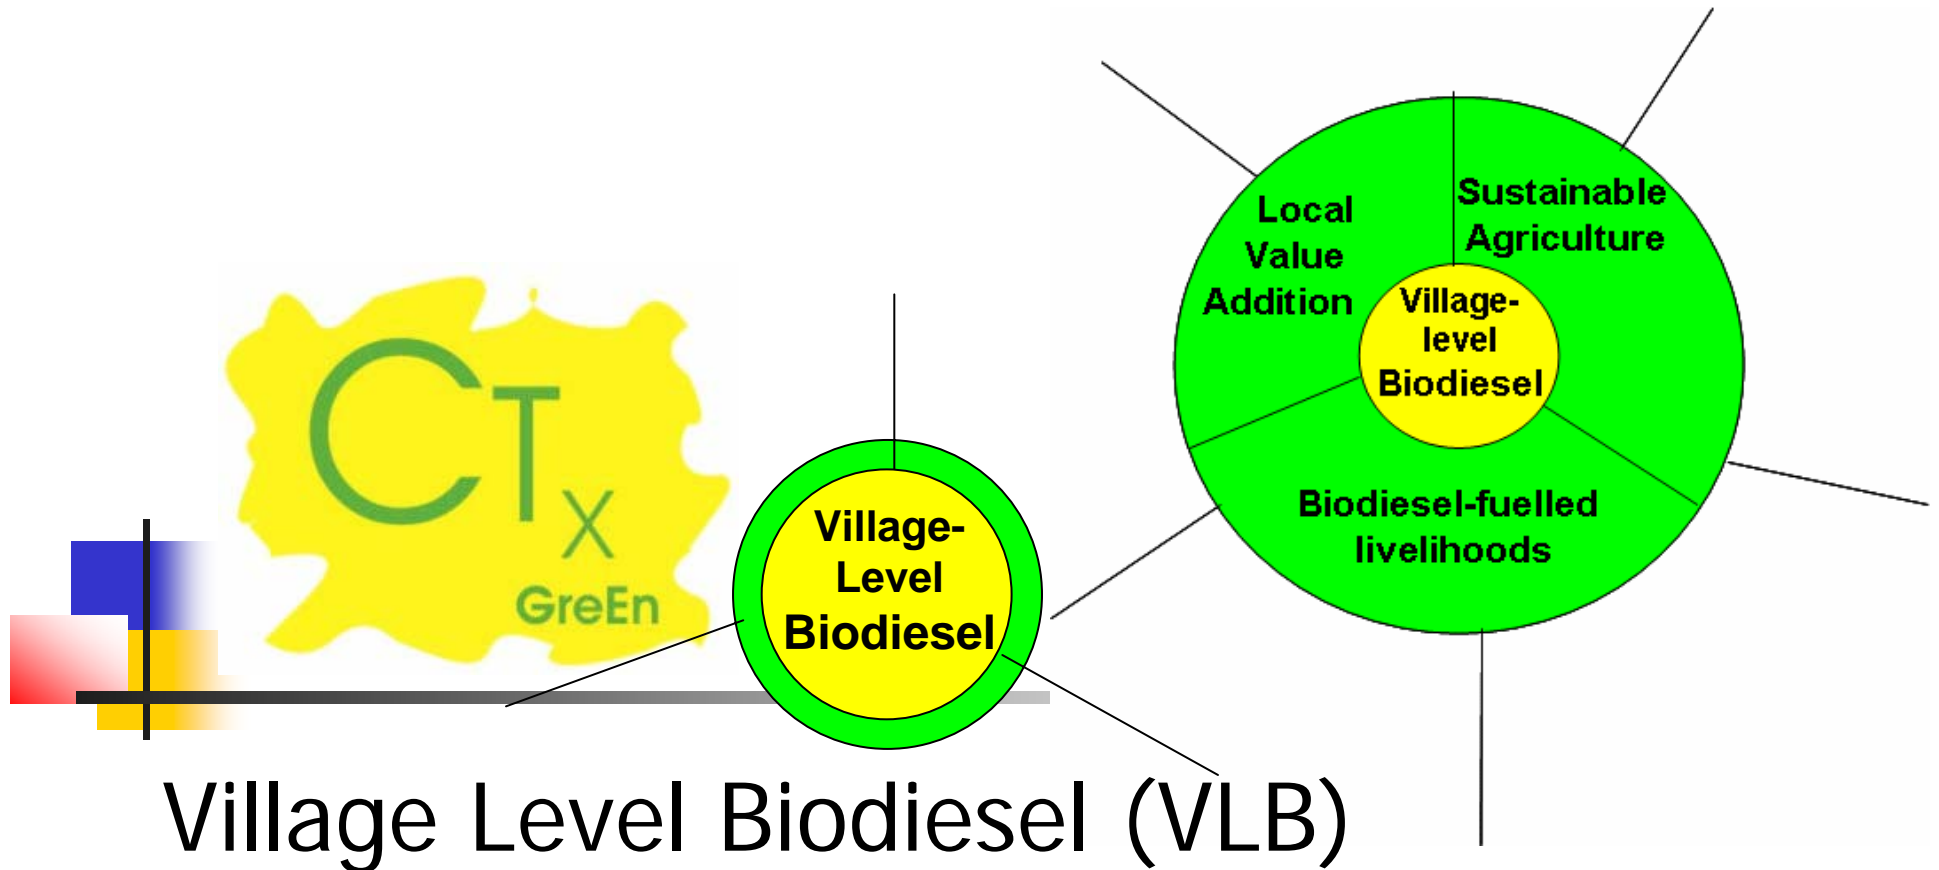 Local
Value
Addition
Sustainable
Agriculture
Village-
level
Biodiesel
Biodiesel-fuelled
livelihoods
CTx
GreEn
Village-
Level
Biodiesel
Village Level Biodiesel (VLB)